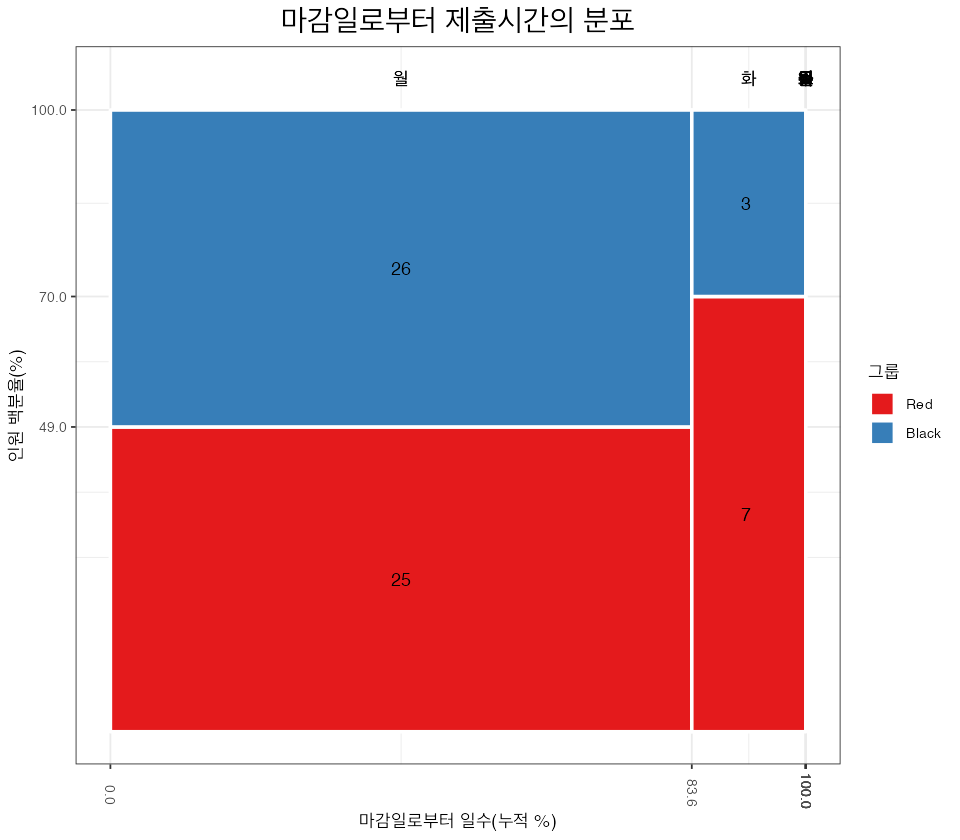 마감일로부터 제출시간의 분포
월 화
100.0
3
26
70.0
49.0
7
25
인원 백분율(%)
그룹
Red
Black
0.0 83.6 100.0
마감일로부터 일수(누적 %)